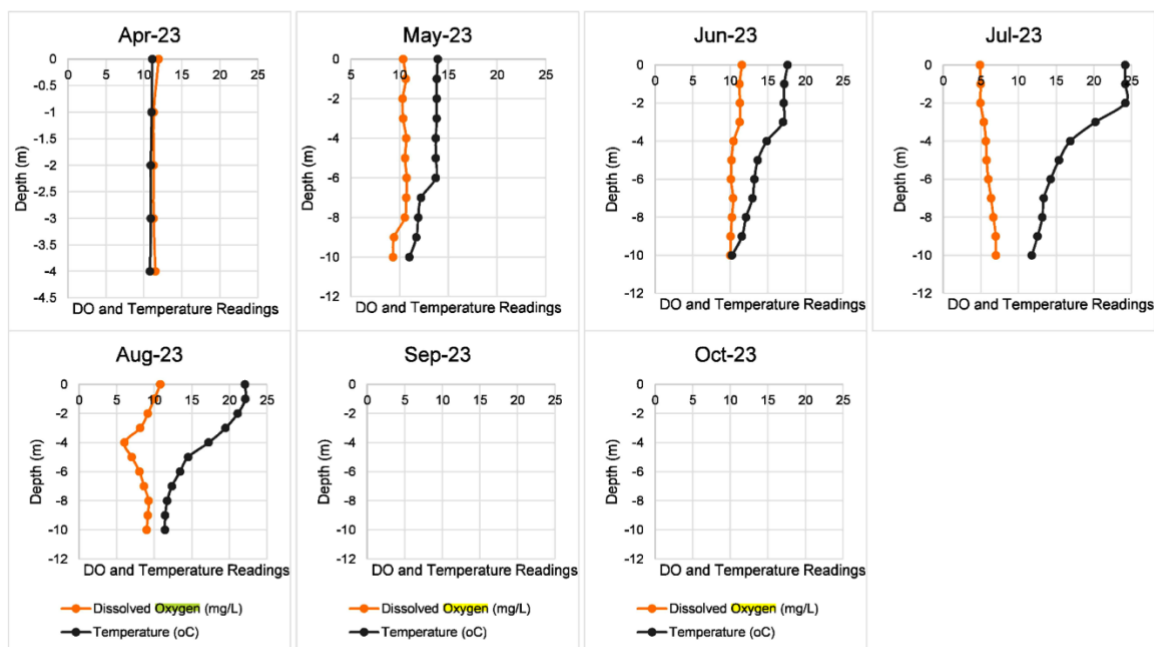 Apr-23
0 5 10 15 20 25
0
-0.5
-1
-1.5
-2
-2.5
-3
-3.5
-4
-4.5
Depth (m)
DO and Temperature Readings
May-23
5 10 15 20 25
0
-2
-4
-6
-8
-10
-12
Depth (m)
DO and Temperature Readings
Jun-23
0 5 10 15 20 25
0
-2
-4
-6
-8
-10
-12
Depth (m)
DO and Temperature Readings
Jul-23
0 5 10 15 20 25
0
-2
-4
-6
-8
-10
-12
Depth (m)
DO and Temperature Readings
Aug-23
0 5 10 15 20 25
0
-2
-4
-6
-8
-10
-12
Depth (m)
DO and Temperature Readings
Dissolved Oxygen (mg/L)
Temperature (oC)
Sep-23
0 5 10 15 20 25
0
-2
-4
-6
-8
-10
-12
Depth (m)
DO and Temperature Readings
Dissolved Oxygen (mg/L)
Temperature (oC)
Oct-23
0 5 10 15 20 25
0
-2
-4
-6
-8
-10
-12
Depth (m)
DO and Temperature Readings
Dissolved Oxygen (mg/L)
Temperature (oC)